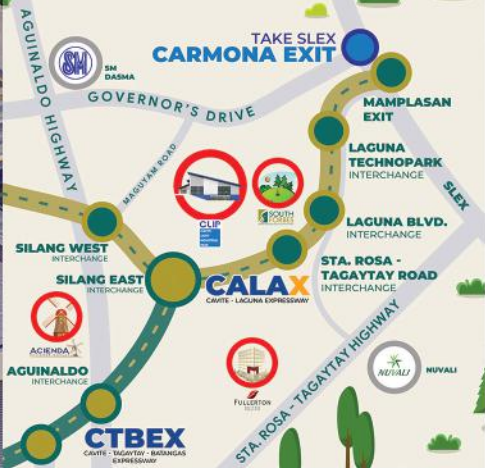 AGUINALDO HIGHWAY
SM
SM
DASMA
TAKE SLEX
CARMONA EXIT
GOVERNOR'S DRIVE
MAMPLASAN
EXIT
MAGUYAM ROAD
LAGUNA
TECHNOPARK
INTERCHANGE
SLEX
CLIP
SOUTH
FORBES
LAGUNA BLVD.
INTERCHANGE
SILANG WEST
INTERCHANGE
STA. ROSA -
TAGAYTAY ROAD
INTERCHANGE
SILANG EAST
INTERCHANGE
CALAX
CAVITE - LAGUNA EXPRESSWAY
ACIENDA
AGUINALDO
INTERCHANGE
FULLERTON
STA. ROSA - TAGAYTAY HIGHWAY
NUVALI
NUVALI
CTBEX
CAVITE - TAGAYTAY - BATANGAS
EXPRESSWAY